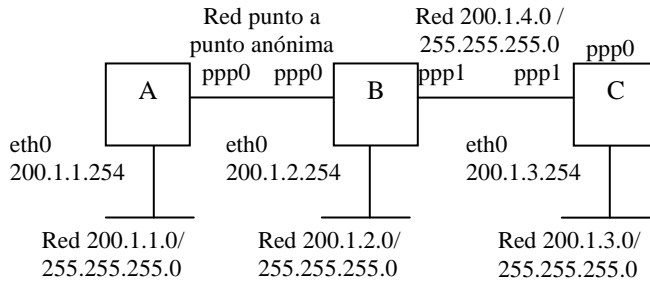 Red punto a
punto anónima
Red 200.1.4.0 /
255.255.255.0
ppp0
A
ppp0
ppp0
B
ppp1
ppp1
C
eth0
200.1.1.254
eth0
200.1.2.254
eth0
200.1.3.254
Red 200.1.1.0/
255.255.255.0
Red 200.1.2.0/
255.255.255.0
Red 200.1.3.0/
255.255.255.0